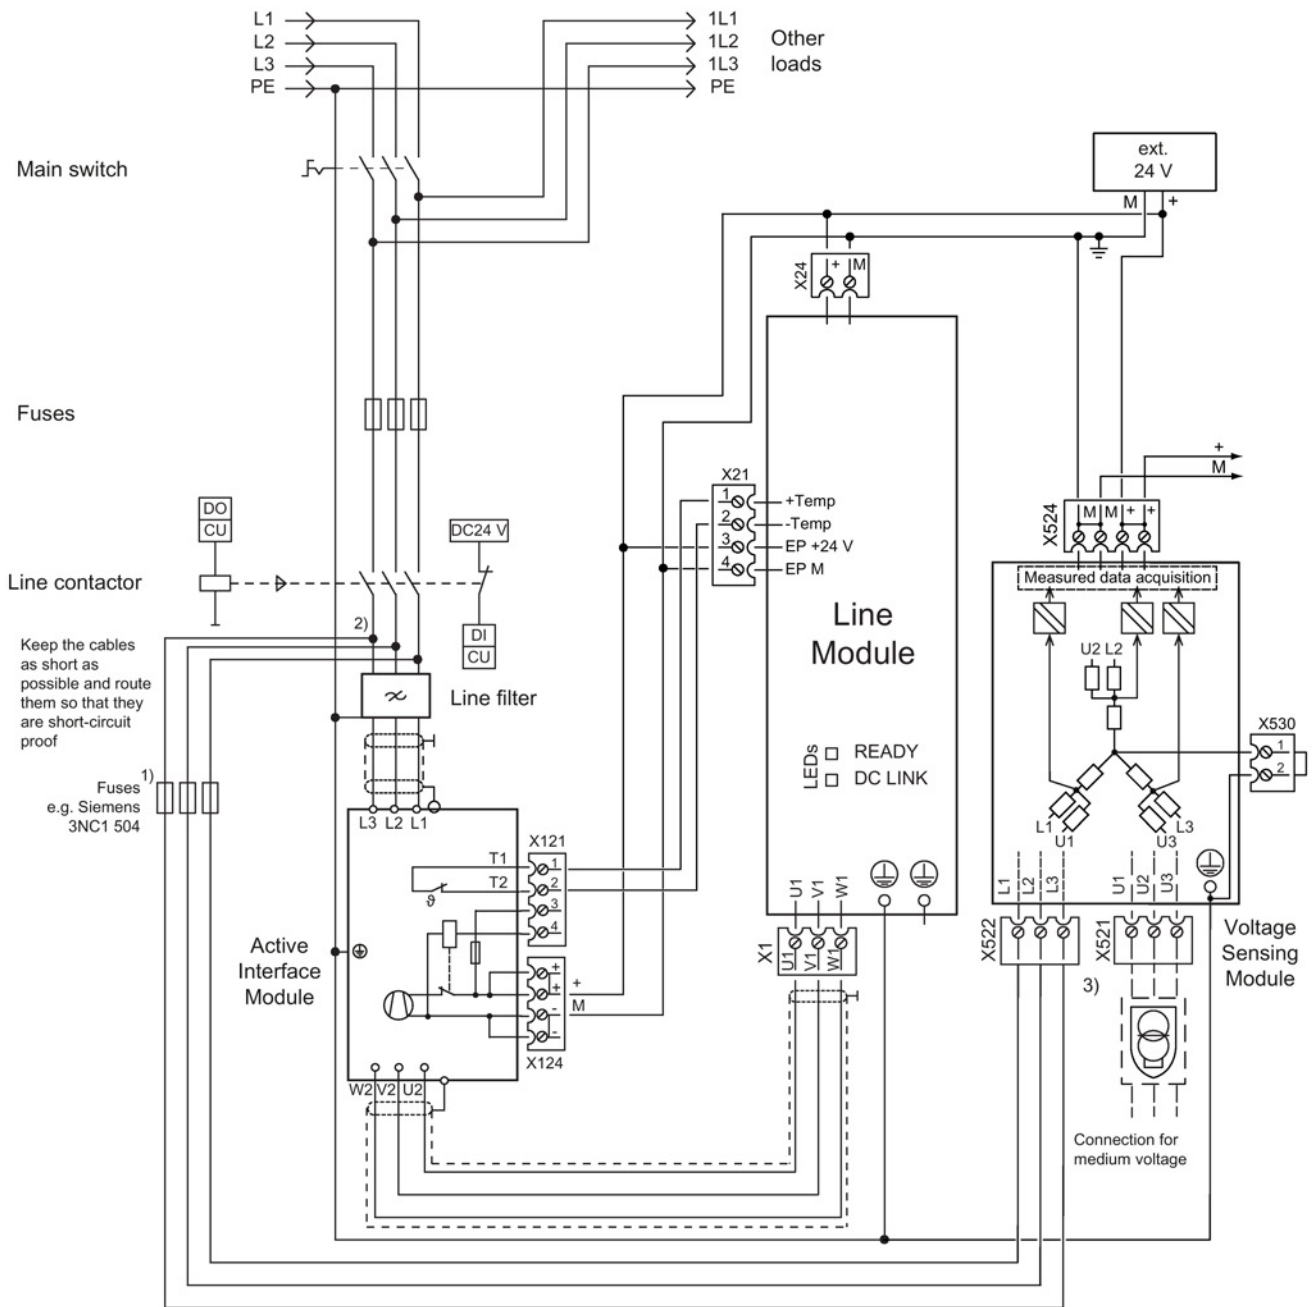 L1
L2
L3
PE
1L1
1L2
1L3
PE
Other
loads
Main switch
ext.
24 V
M
+
X24
+
M
Fuses
+
M
X21
1
2
3
4
+Temp
-Temp
EP +24 V
EP M
X524
M
M
+
+
DO
CU
DC24 V
Line contactor
Measured data acquisition
Line
Module
2)
DI
CU
Keep the cables
as short as
possible and route
them so that they
are short-circuit
proof
Line filter
U2
L2
X530
1
2
LEDs
READY
DC LINK
1)
Fuses
e.g. Siemens
3NC1 504
L3
L2
L1
L1
U1
U3
L3
X121
T1
T2
ϑ
1
2
3
4
U1
V1
W1
L1
L2
L3
U1
U2
U3
X1
U1
V1
W1
X522
X521
Voltage
Sensing
Module
Active
Interface
Module
+
+
-
-
+
M
X124
3)
W2
V2
U2
Connection for
medium voltage